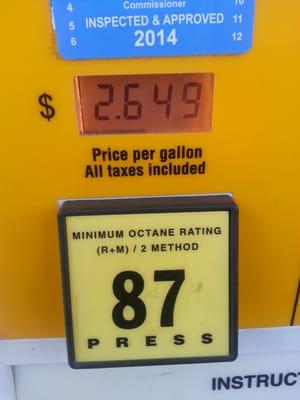 4 Commissioner 10
5 INSPECTED & APPROVED 11
6 2014 12
$ 2.649
Price per gallon
All taxes included
MINIMUM OCTANE RATING
(R+M) / 2 METHOD
87
PRESS